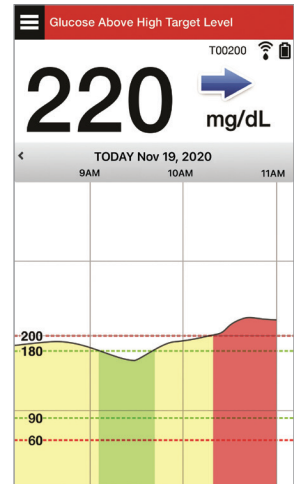 Glucose Above High Target Level
T00200
220
mg/dL
TODAY Nov 19, 2020
9AM 10AM 11AM
200
180
90
60